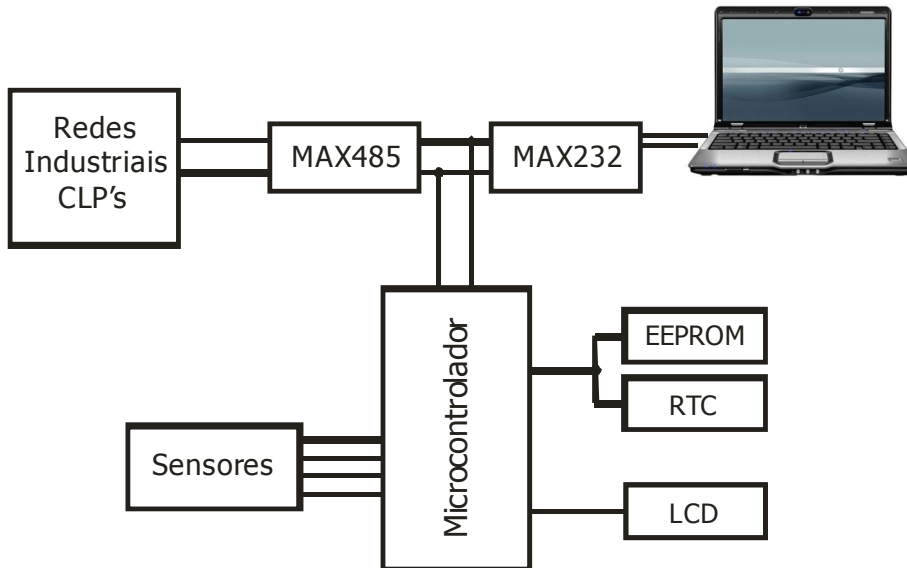 Redes
Industriais
CLP's
MAX485
MAX232
Microcontrolador
EEPROM
RTC
Sensores
LCD